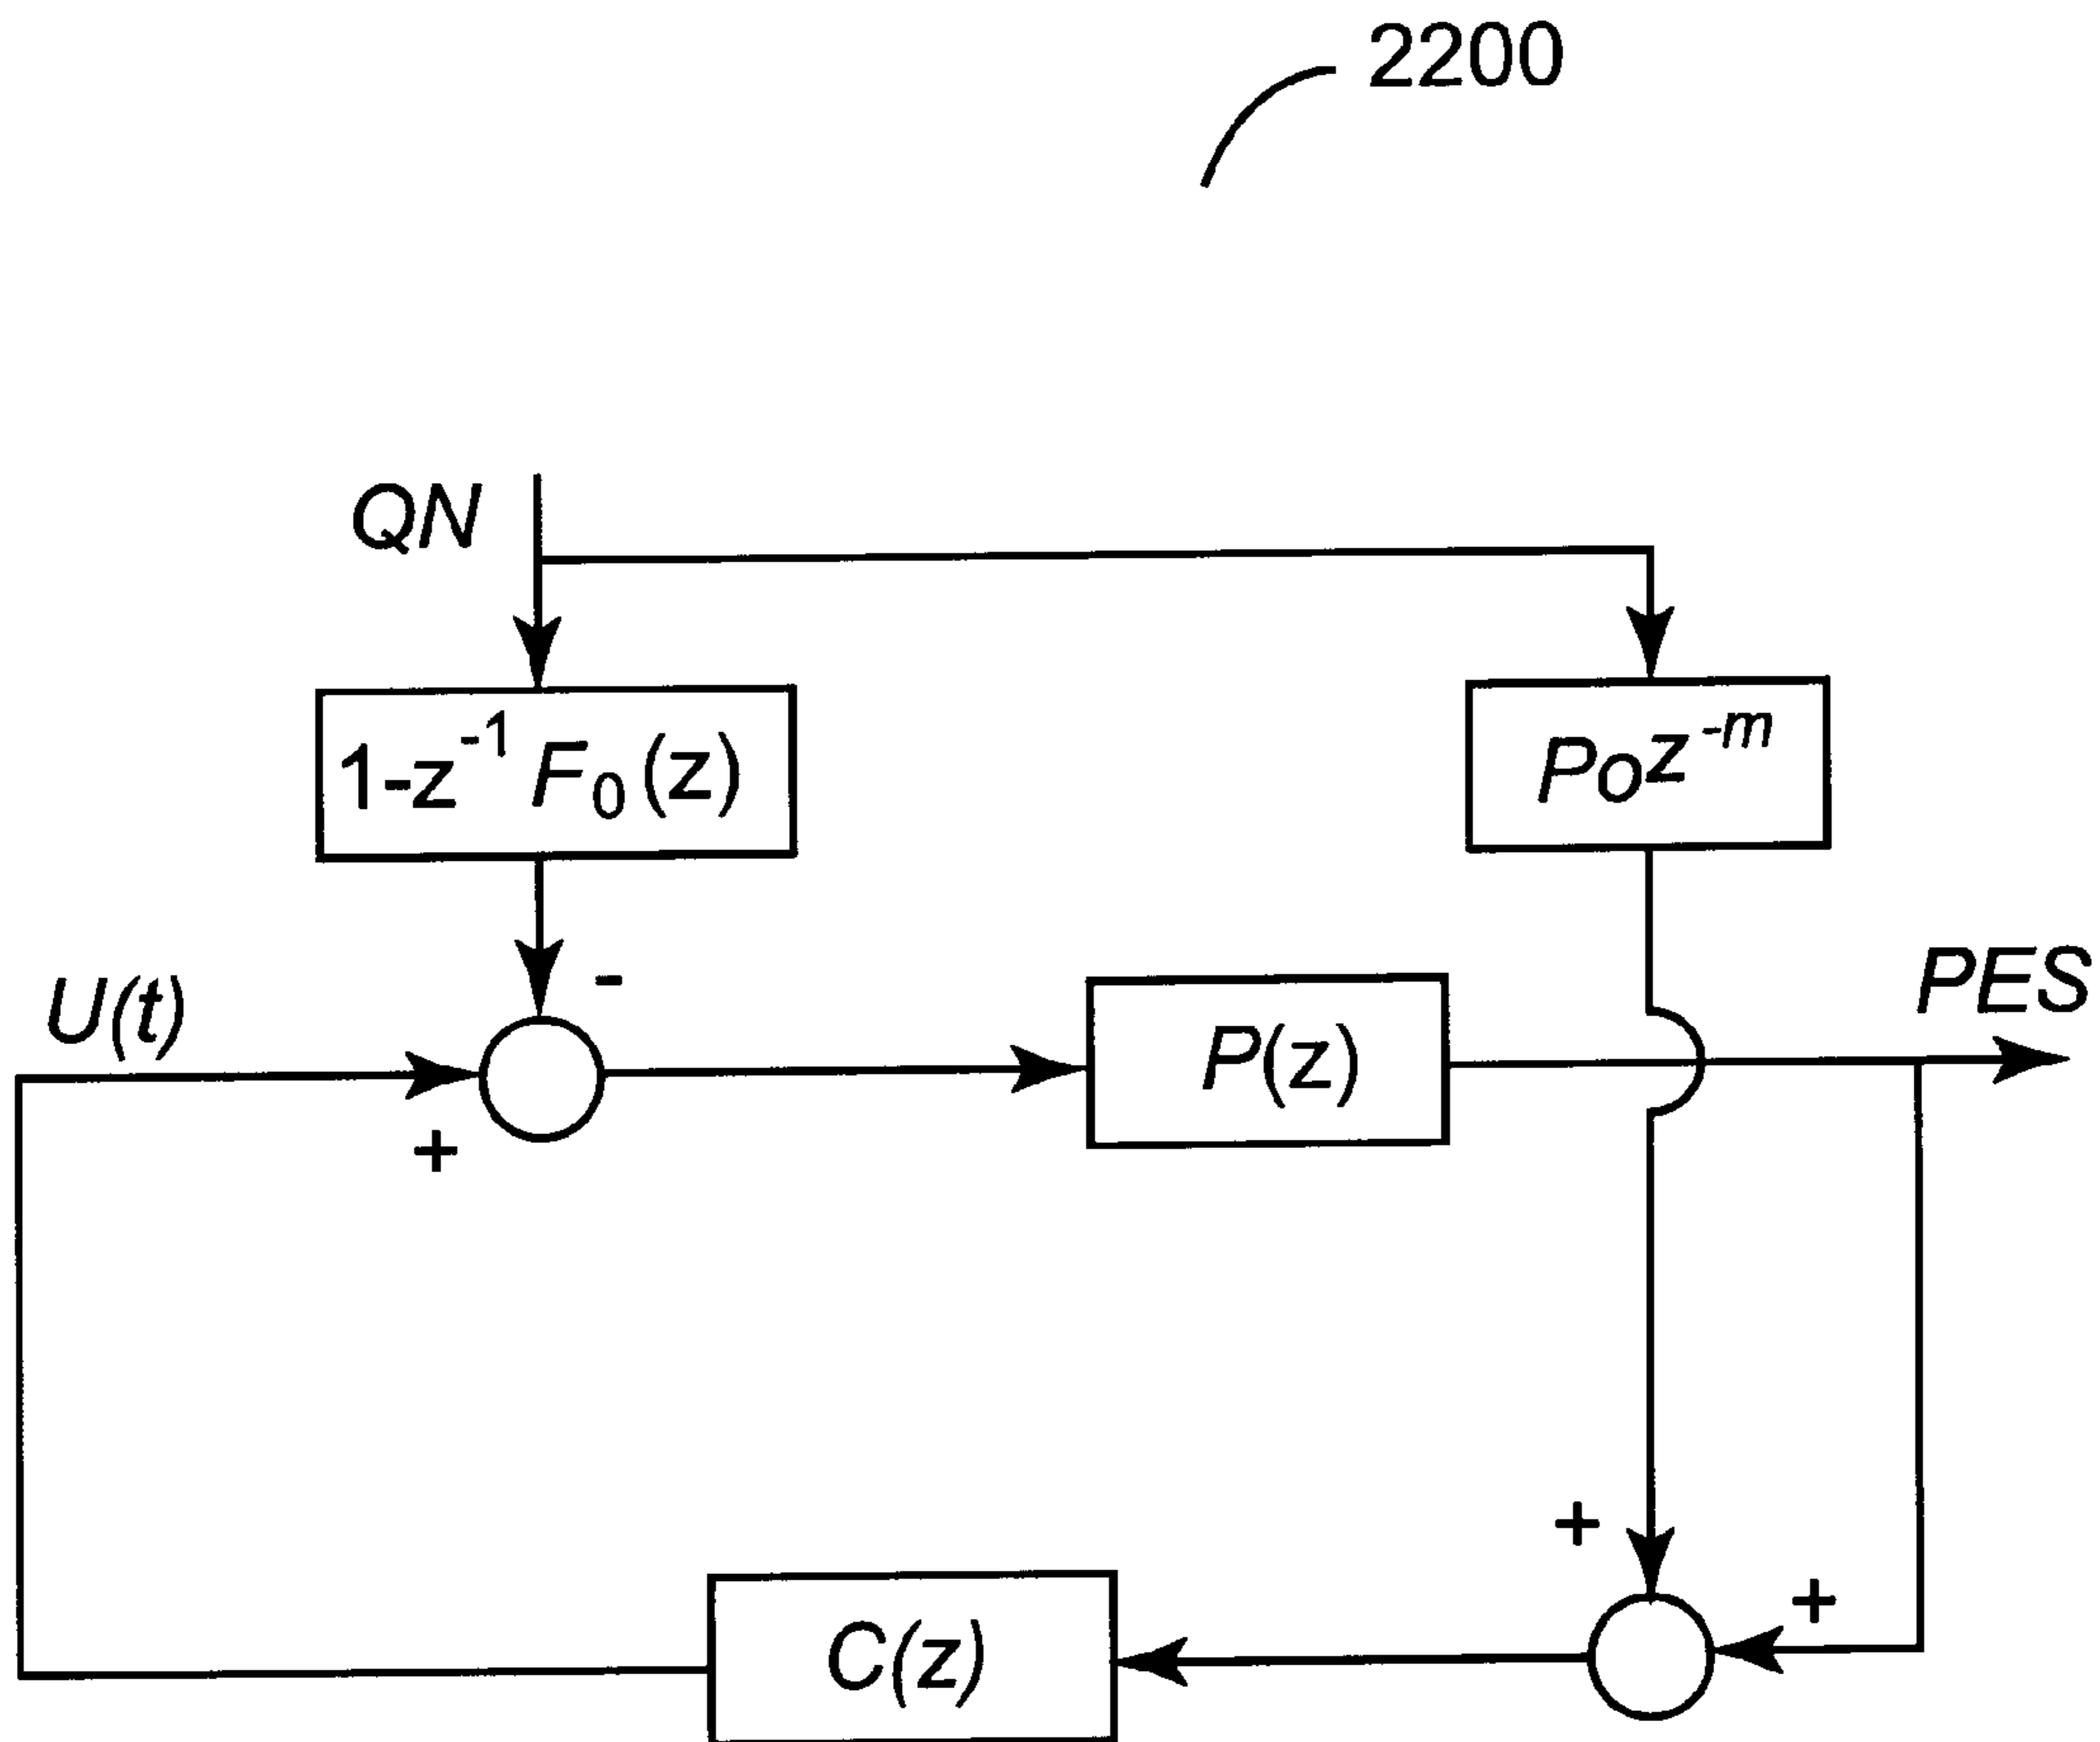 2200
QN
1-z⁻¹ F₀(z)
Poz⁻ᵐ
U(t)
-
+
P(z)
PES
+
+
C(z)